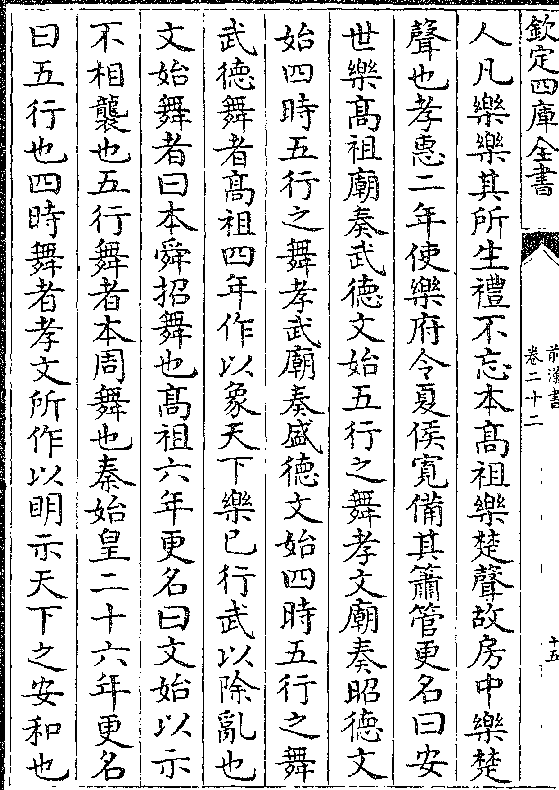 欽定四庫全書
前漢書
卷二十二
十五
人凡樂樂其所生禮不忘本髙祖樂楚聲故房中樂楚
聲也孝惠二年使樂府令夏侯寛備其簫管更名曰安
世樂髙祖廟奏武德文始五行之舞孝文廟奏昭德文
始四時五行之舞孝武廟奏盛德文始四時五行之舞
武德舞者髙祖四年作以象天下樂已行武以除亂也
文始舞者曰本舜招舞也髙祖六年更名曰文始以示
不相襲也五行舞者本周舞也秦始皇二十六年更名
曰五行也四時舞者孝文所作以明示天下之安和也